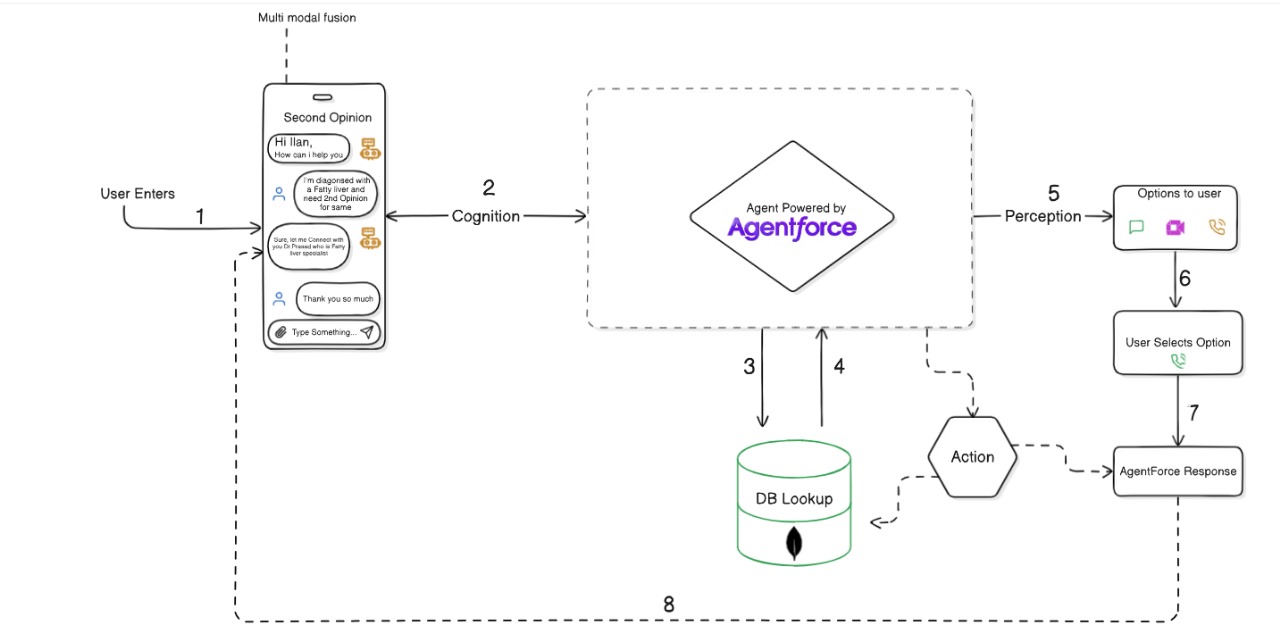 Multi modal fusion
Second Opinion
Hi Ilan,
How can i help you
I'm diagonsed with
a Fatty liver and
need 2nd Opinion
for same
Sure, let me Connect with
you Dr.Prasad who is Fatty
liver specialist
Thank you so much
Type Something...
User Enters
1
2
Cognition
Agent Powered by
Agentforce
3
4
DB Lookup
Action
5
Perception
Options to user
6
User Selects Option
7
AgentForce Response
8